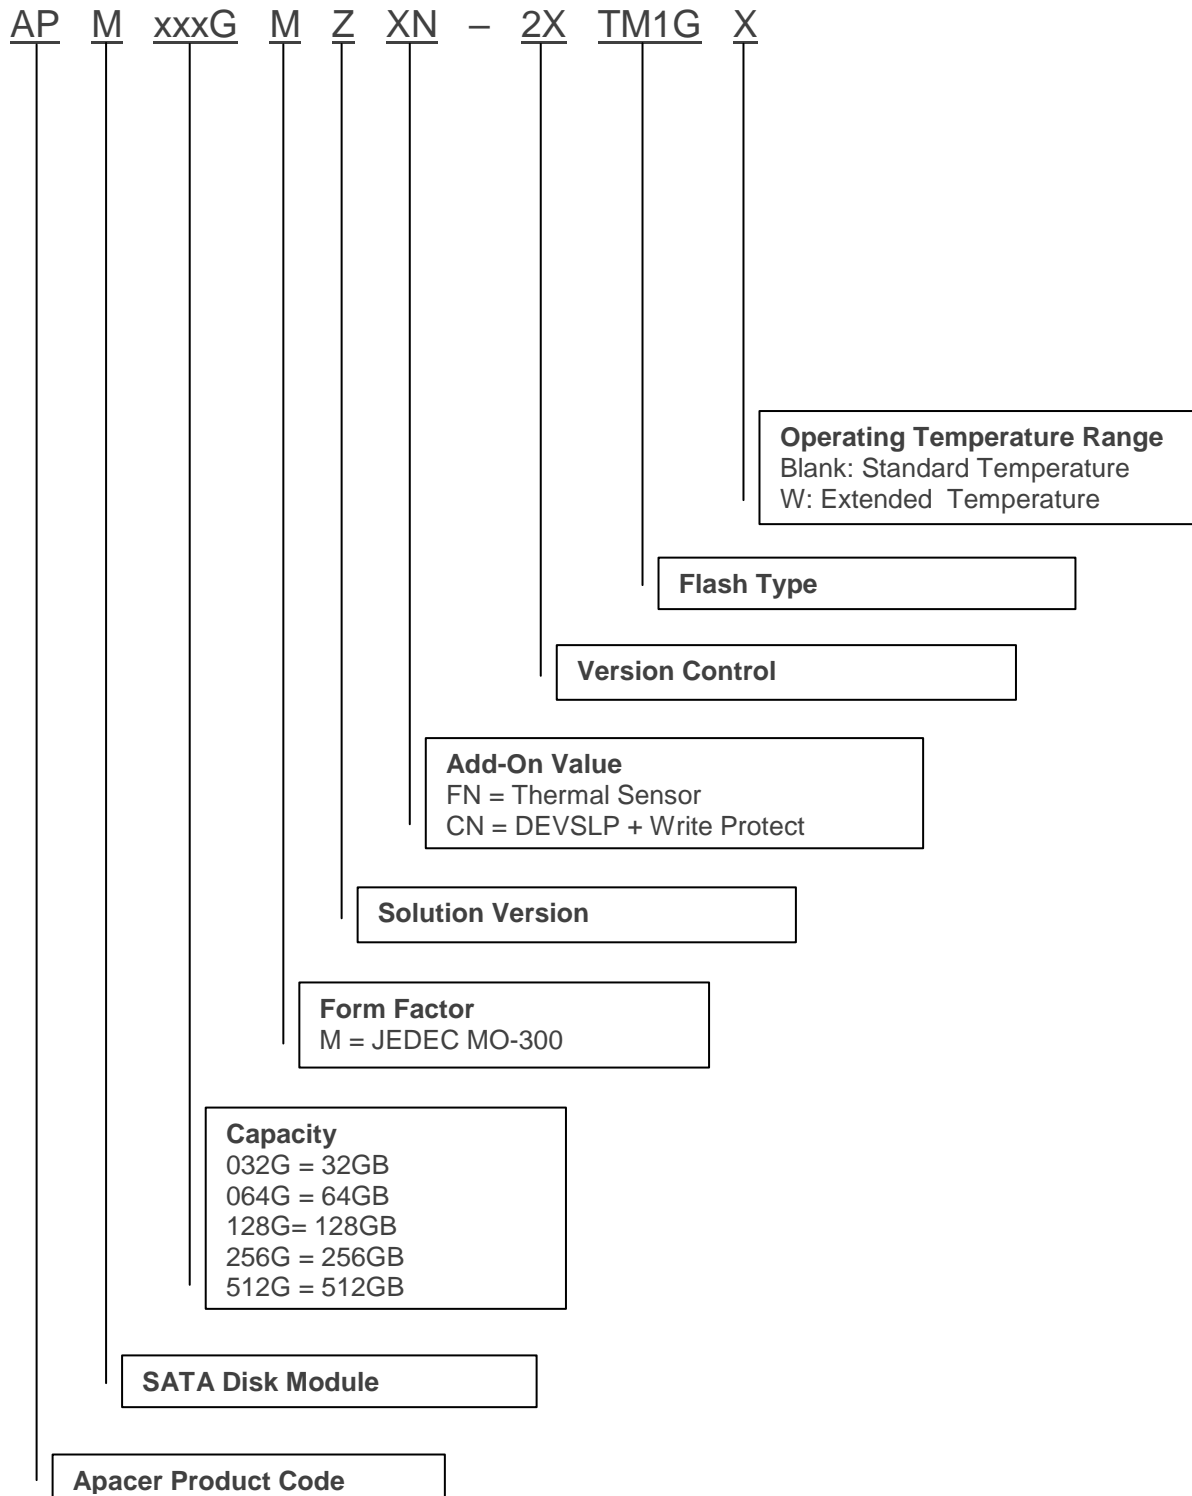 AP M xxxG M Z XN – 2X TM1G X
Operating Temperature Range
Blank: Standard Temperature
W: Extended Temperature
Flash Type
Version Control
Add-On Value
FN = Thermal Sensor
CN = DEVSLP + Write Protect
Solution Version
Form Factor
M = JEDEC MO-300
Capacity
032G = 32GB
064G = 64GB
128G= 128GB
256G = 256GB
512G = 512GB
SATA Disk Module
Apacer Product Code